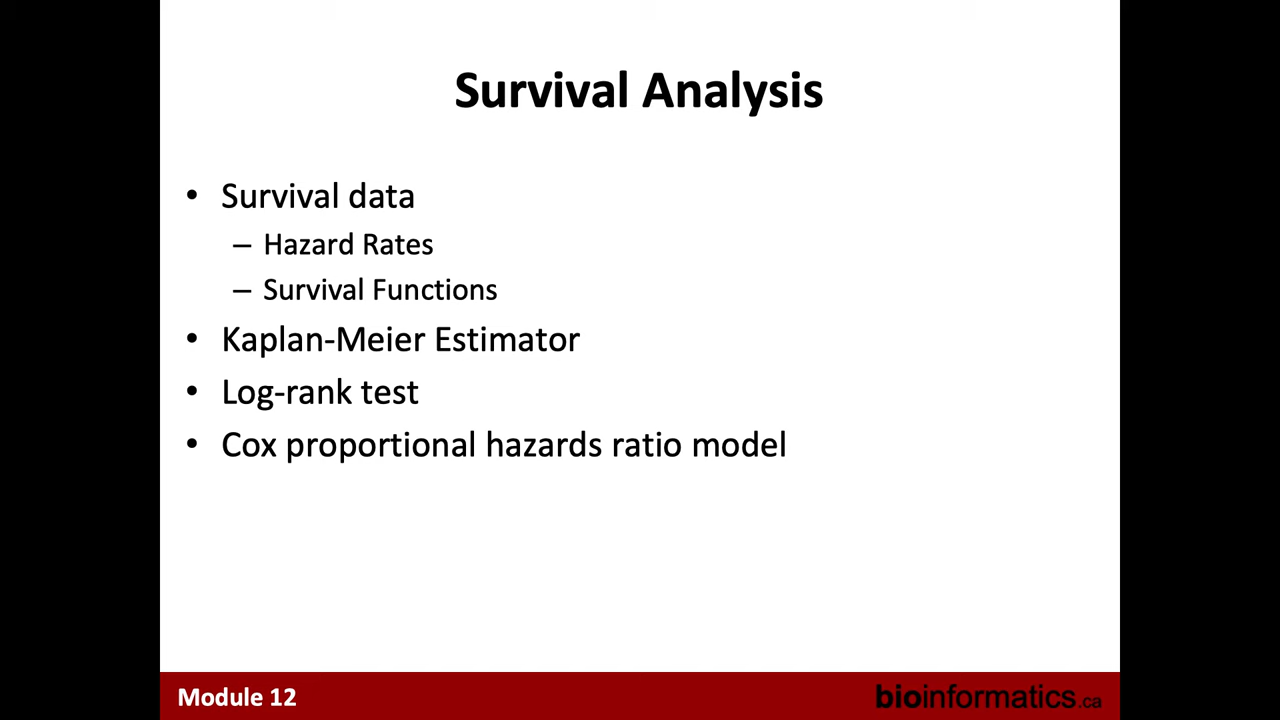 Survival Analysis
• Survival data
– Hazard Rates
– Survival Functions
• Kaplan-Meier Estimator
• Log-rank test
• Cox proportional hazards ratio model
Module 12
bioinformatics.ca